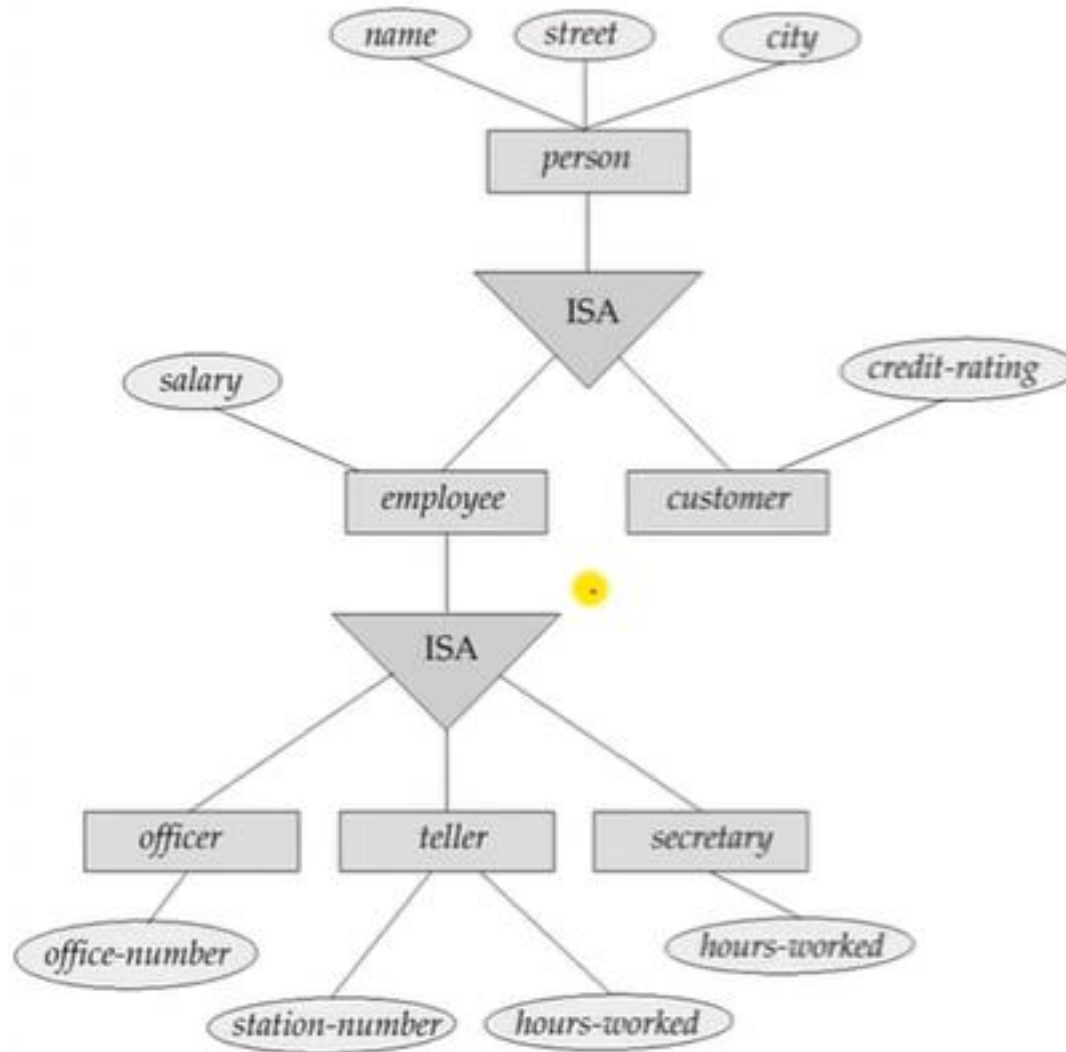 name street city
person
ISA
salary credit-rating
employee customer
ISA
officer teller secretary
office-number hours-worked
station-number hours-worked